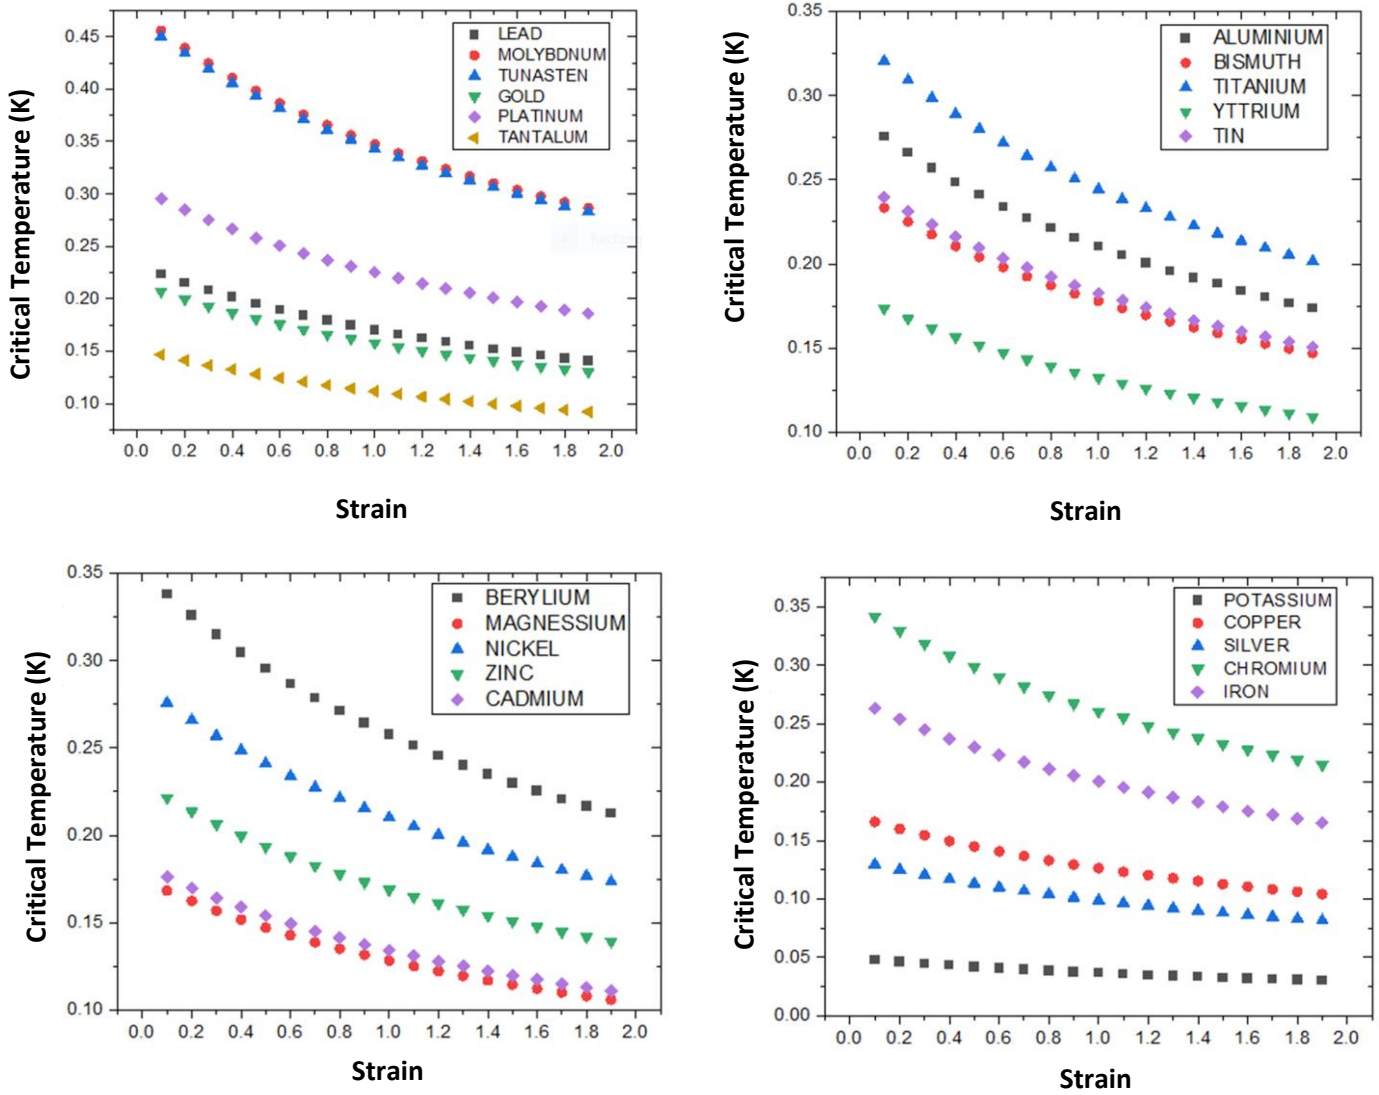 Critical Temperature (K)
0.45
0.40
0.35
0.30
0.25
0.20
0.15
0.10
LEAD
MOLYBDNUM
TUNASTEN
GOLD
PLATINUM
TANTALUM
0.0 0.2 0.4 0.6 0.8 1.0 1.2 1.4 1.6 1.8 2.0
Strain
Critical Temperature (K)
0.35
0.30
0.25
0.20
0.15
0.10
ALUMINIUM
BISMUTH
TITANIUM
YTTRIUM
TIN
0.0 0.2 0.4 0.6 0.8 1.0 1.2 1.4 1.6 1.8 2.0
Strain
Critical Temperature (K)
0.35
0.30
0.25
0.20
0.15
0.10
BERYLIUM
MAGNESSIUM
NICKEL
ZINC
CADMIUM
0.0 0.2 0.4 0.6 0.8 1.0 1.2 1.4 1.6 1.8 2.0
Strain
Critical Temperature (K)
0.35
0.30
0.25
0.20
0.15
0.10
0.05
0.00
POTASSIUM
COPPER
SILVER
CHROMIUM
IRON
0.0 0.2 0.4 0.6 0.8 1.0 1.2 1.4 1.6 1.8 2.0
Strain